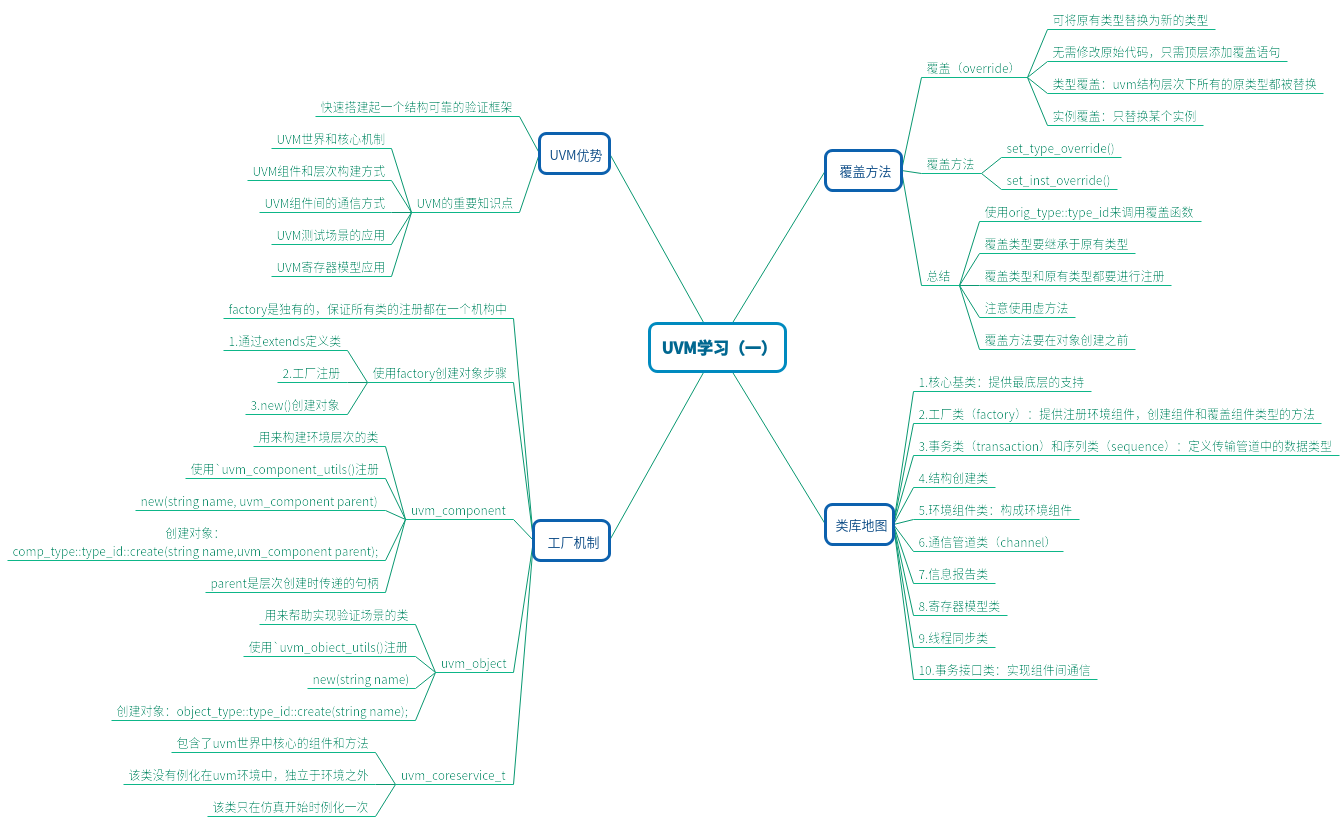 UVM学习（一）
UVM优势
快速搭建起一个结构可靠的验证框架
UVM的重要知识点
UVM世界和核心机制
UVM组件和层次构建方式
UVM组件间的通信方式
UVM测试场景的应用
UVM寄存器模型应用
工厂机制
factory是独有的，保证所有类的注册都在一个机构中
使用factory创建对象步骤
1.通过extends定义类
2.工厂注册
3.new()创建对象
uvm_component
用来构建环境层次的类
使用`uvm_component_utils()注册
new(string name, uvm_component parent)
创建对象：
comp_type::type_id::create(string name,uvm_component parent);
parent是层次创建时传递的句柄
uvm_object
用来帮助实现验证场景的类
使用`uvm_obiect_utils()注册
new(string name)
创建对象：object_type::type_id::create(string name);
uvm_coreservice_t
包含了uvm世界中核心的组件和方法
该类没有例化在uvm环境中，独立于环境之外
该类只在仿真开始时例化一次
覆盖方法
覆盖（override）
可将原有类型替换为新的类型
无需修改原始代码，只需顶层添加覆盖语句
类型覆盖：uvm结构层次下所有的原类型都被替换
实例覆盖：只替换某个实例
覆盖方法
set_type_override()
set_inst_override()
总结
使用orig_type::type_id来调用覆盖函数
覆盖类型要继承于原有类型
覆盖类型和原有类型都要进行注册
注意使用虚方法
覆盖方法要在对象创建之前
类库地图
1.核心基类：提供最底层的支持
2.工厂类（factory）：提供注册环境组件，创建组件和覆盖组件类型的方法
3.事务类（transaction）和序列类（sequence）：定义传输管道中的数据类型
4.结构创建类
5.环境组件类：构成环境组件
6.通信管道类（channel）
7.信息报告类
8.寄存器模型类
9.线程同步类
10.事务接口类：实现组件间通信